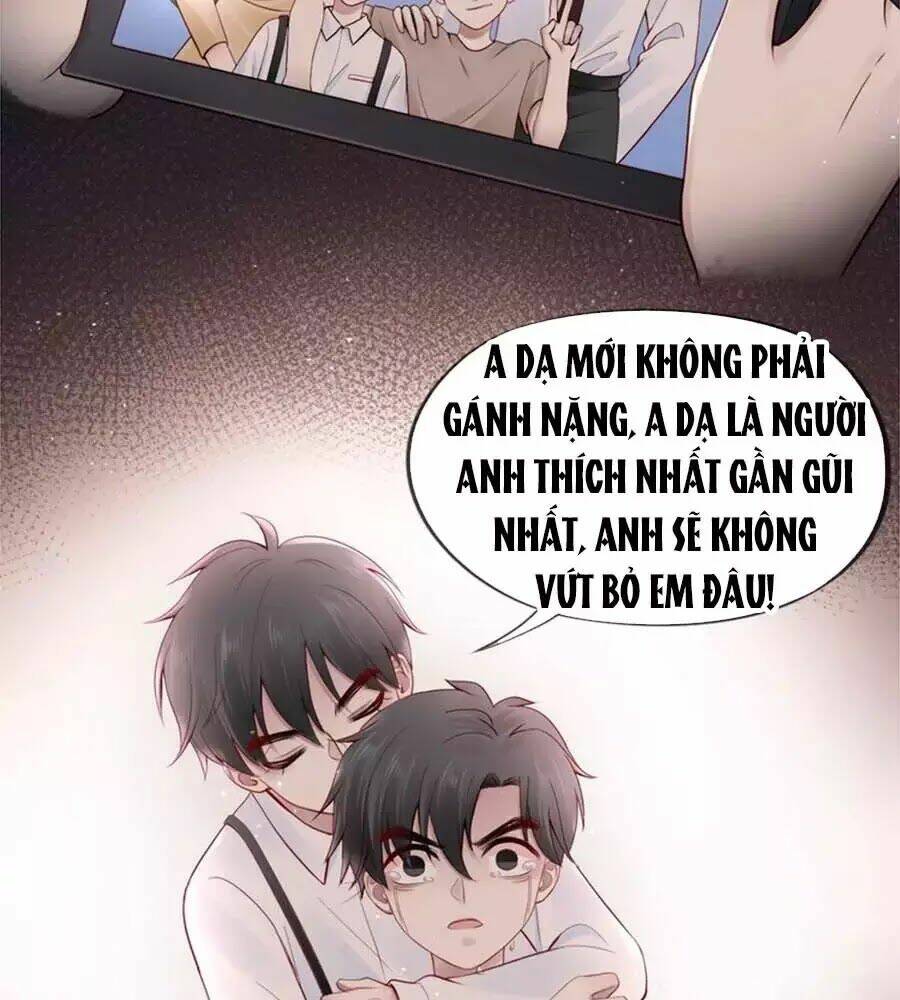 A DẠ MỚI KHÔNG PHẢI
GÁNH NẶNG, A DẠ LÀ NGƯỜI
ANH THÍCH NHẤT GẦN GŨI
NHẤT, ANH SẼ KHÔNG
VỨT BỎ EM ĐÂU!